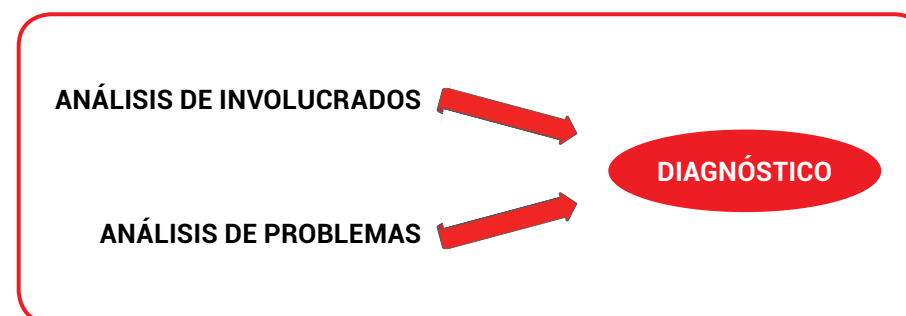 ANÁLISIS DE INVOLUCRADOS
DIAGNÓSTICO
ANÁLISIS DE PROBLEMAS